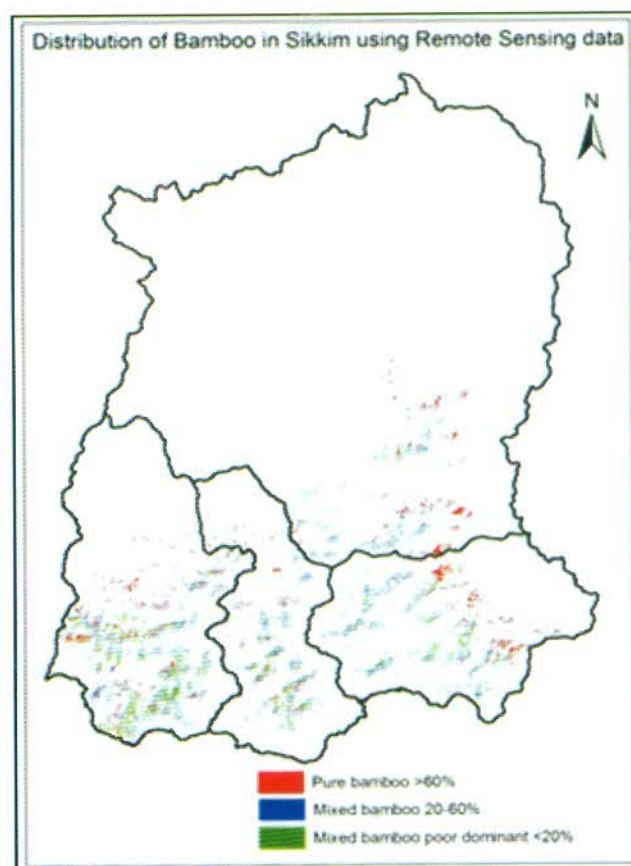 Distribution of Bamboo in Sikkim using Remote Sensing data
N
Pure bamboo >60%
Mixed bamboo 20-60%
Mixed bamboo poor dominant <20%